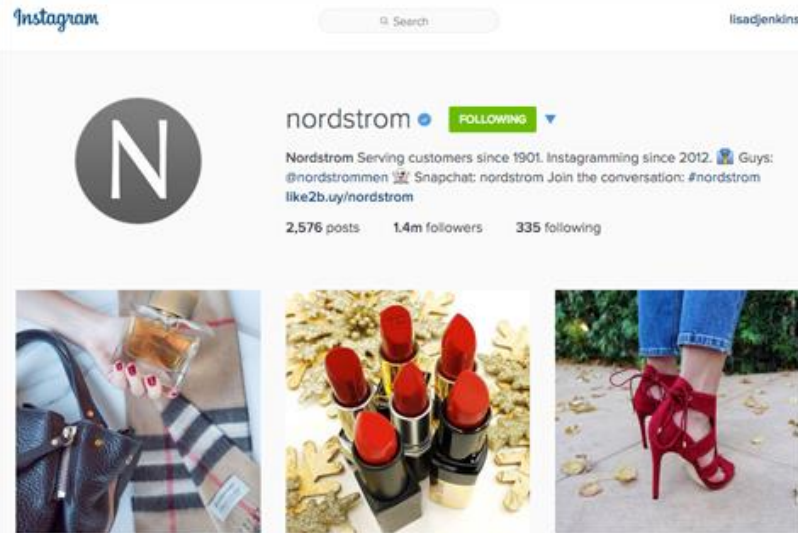 Instagram
Search
lisadjenkins
N
nordstrom
FOLLOWING
Nordstrom Serving customers since 1901. Instagramming since 2012. Guys:
@nordstrommen Snapchat: nordstrom Join the conversation: #nordstrom
like2b.uy/nordstrom
2,576 posts 1.4m followers 335 following